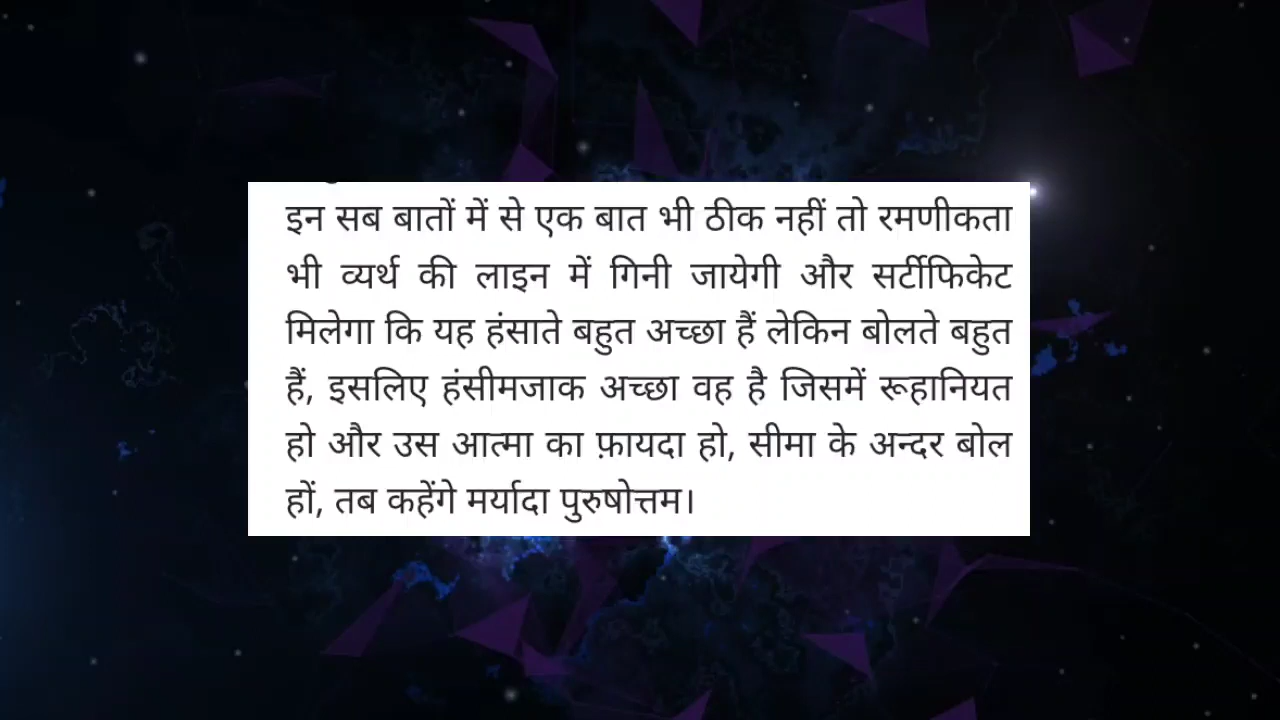 इन सब बातों में से एक बात भी ठीक नहीं तो रमणीकता
भी व्यर्थ की लाइन में गिनी जायेगी और सर्टीफिकेट
मिलेगा कि यह हंसाते बहुत अच्छा हैं लेकिन बोलते बहुत
हैं, इसलिए हंसीमजाक अच्छा वह है जिसमें रूहानियत
हो और उस आत्मा का फ़ायदा हो, सीमा के अन्दर बोल
हों, तब कहेंगे मर्यादा पुरुषोत्तम।